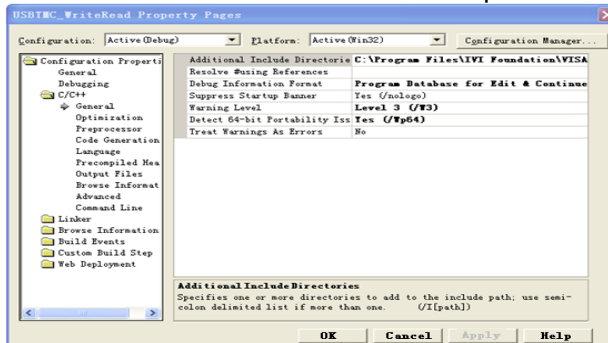 USBTMC_WriteRead Property Pages
Configuration: Active(Debug) Platform: Active(Win32) Configuration Manager...
Configuration Properti
General
Debugging
C/C++
General
Optimization
Preprocessor
Code Generation
Language
Precompiled Hea
Output Files
Browse Informat
Advanced
Command Line
Linker
Browse Information
Build Events
Custom Build Step
Web Deployment
Additional Include Directorie C:\Program Files\IVI Foundation\VISA
Resolve #using References
Debug Information Format Program Database for Edit & Continue
Suppress Startup Banner Yes (/nologo)
Warning Level Level 3 (/W3)
Detect 64-bit Portability Iss Yes (/Wp64)
Treat Warnings As Errors No
Additional Include Directories
Specifies one or more directories to add to the include path; use semi-
colon delimited list if more than one. (/I[path])
OK Cancel Apply Help